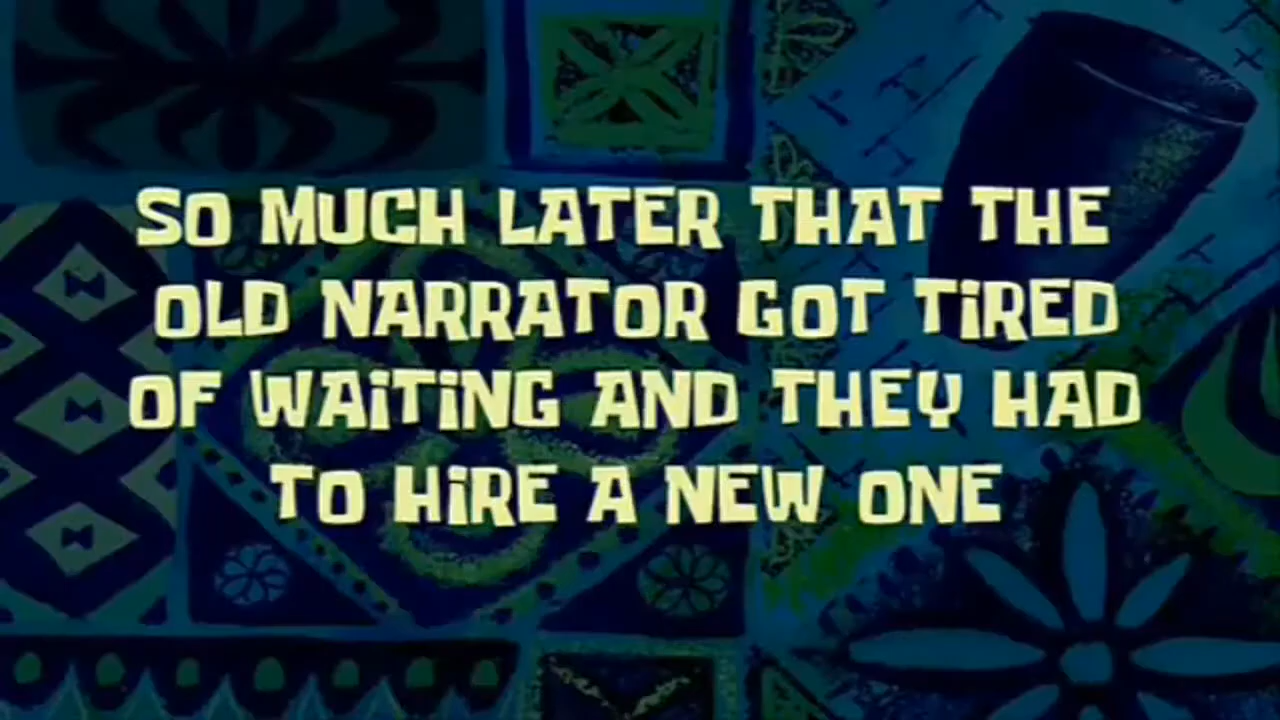 SO MUCH LATER THAT THE
OLD NARRATOR GOT TiRED
OF WAiTiNG AND THEY HAD
TO HiRE A NEW ONE